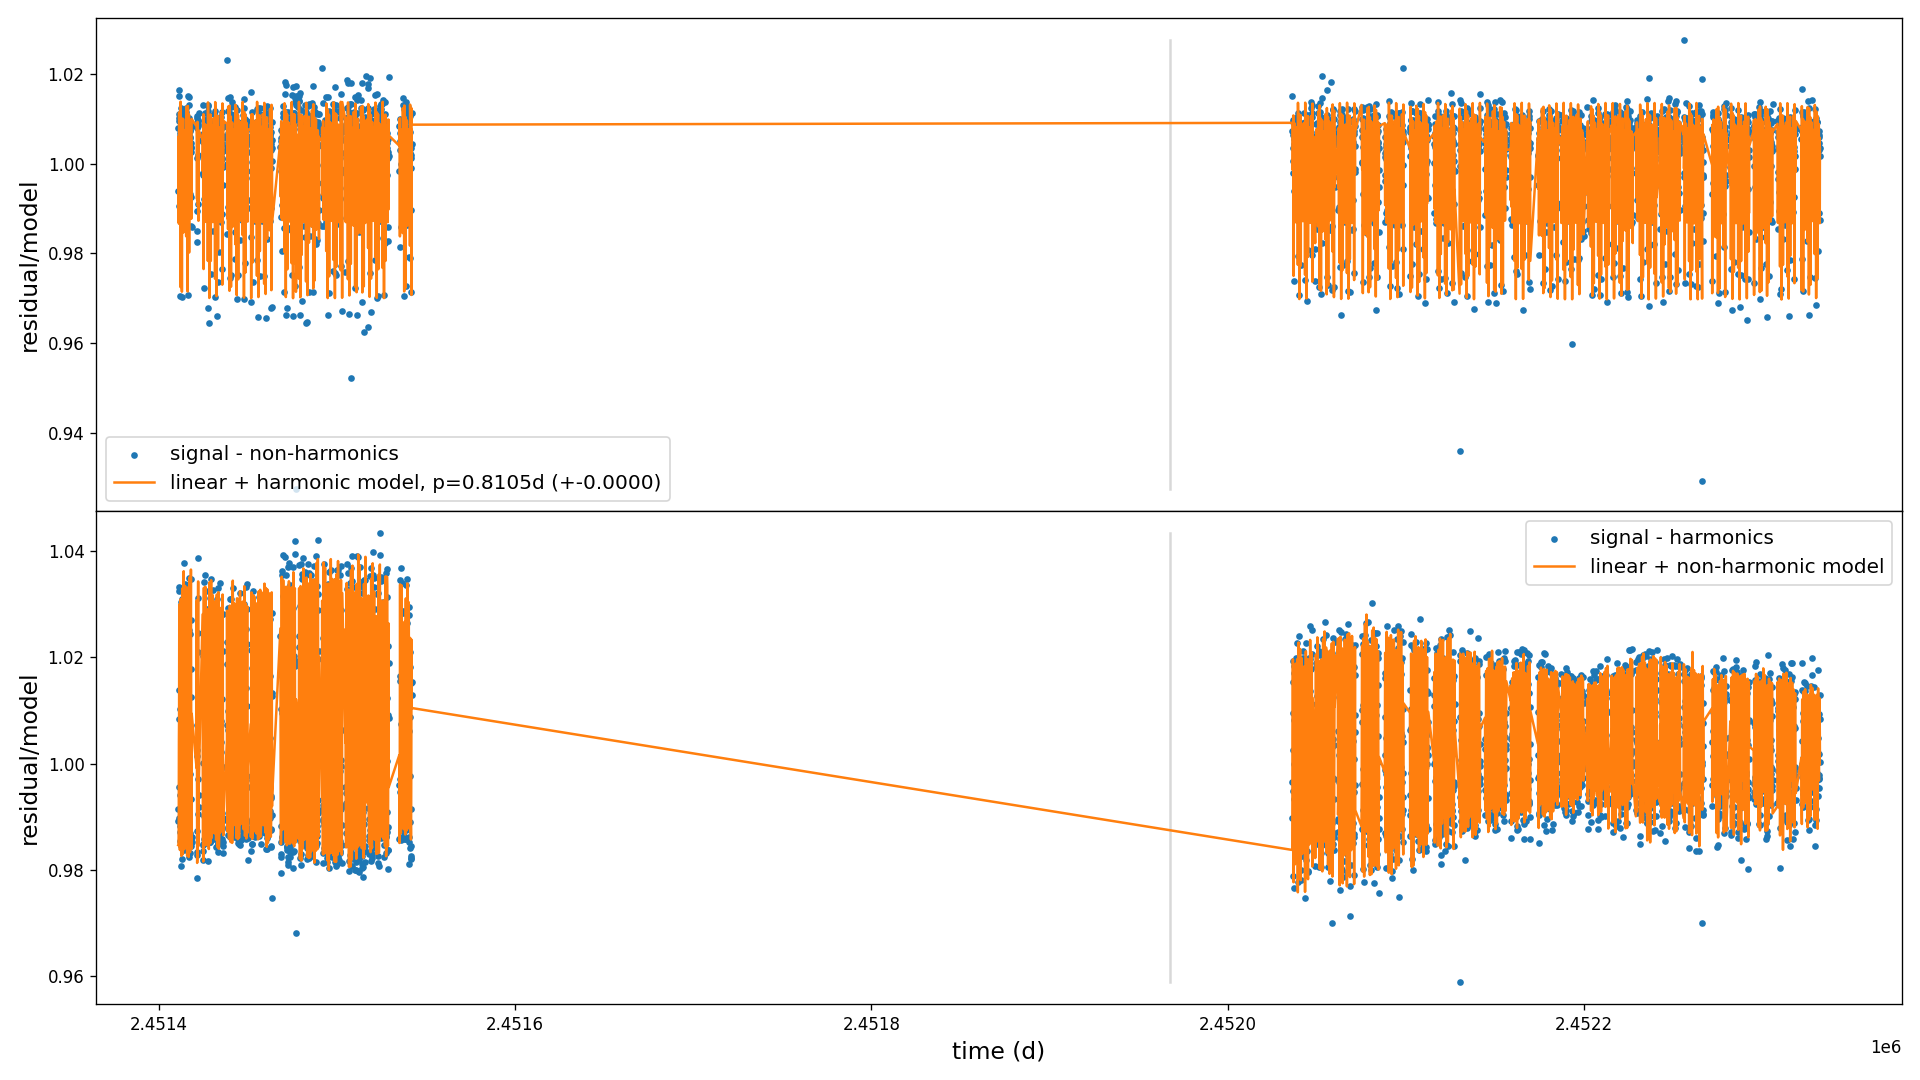 1.02
1.00
0.98
0.96
0.94
residual/model
signal - non-harmonics
linear + harmonic model, p=0.8105d (+-0.0000)
1.04
1.02
1.00
0.98
0.96
residual/model
signal - harmonics
linear + non-harmonic model
2.4514
2.4516
2.4518
2.4520
2.4522
time (d)
1e6